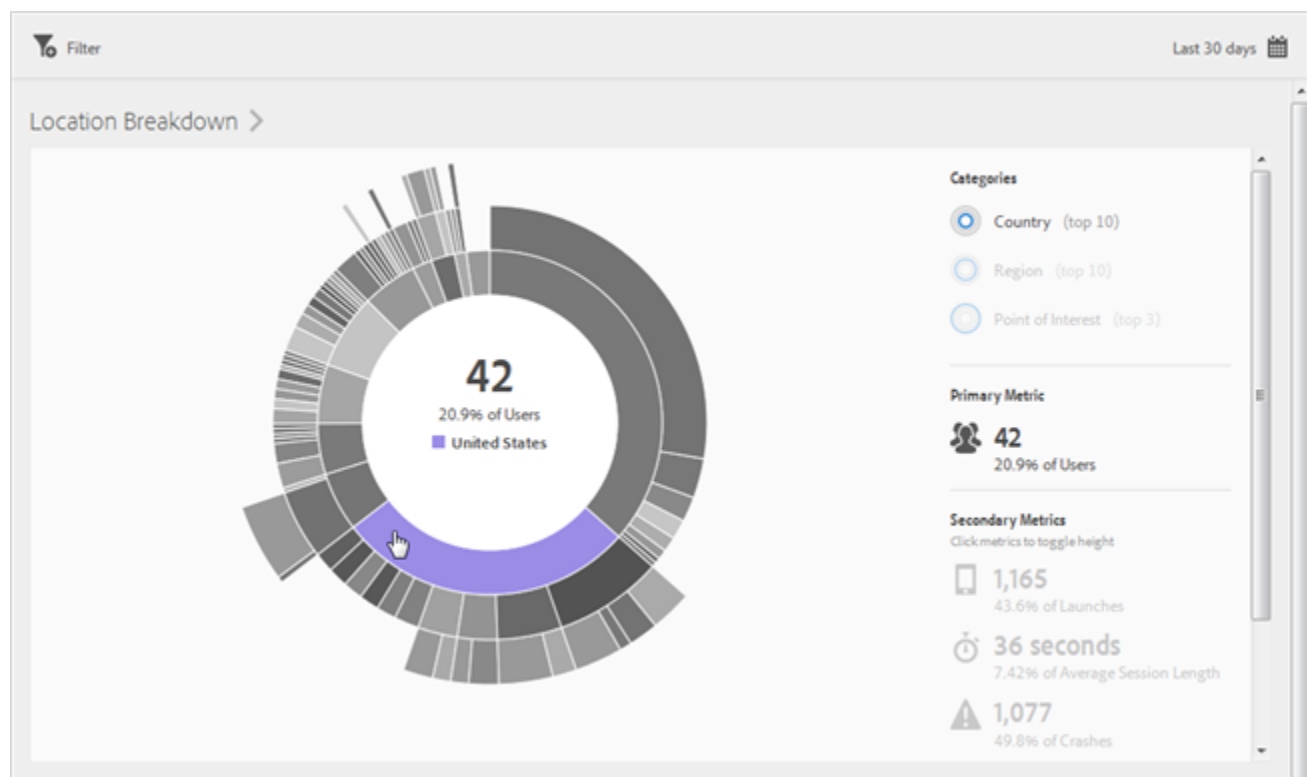 Filter
Last 30 days
Location Breakdown
42
20.9% of Users
United States
Categories
Country (top 10)
Region (top 10)
Point of Interest (top 3)
Primary Metric
42
20.9% of Users
Secondary Metrics
Click metrics to toggle height
1,165
43.6% of Launches
36 seconds
7.42% of Average Session Length
1,077
49.8% of Crashes